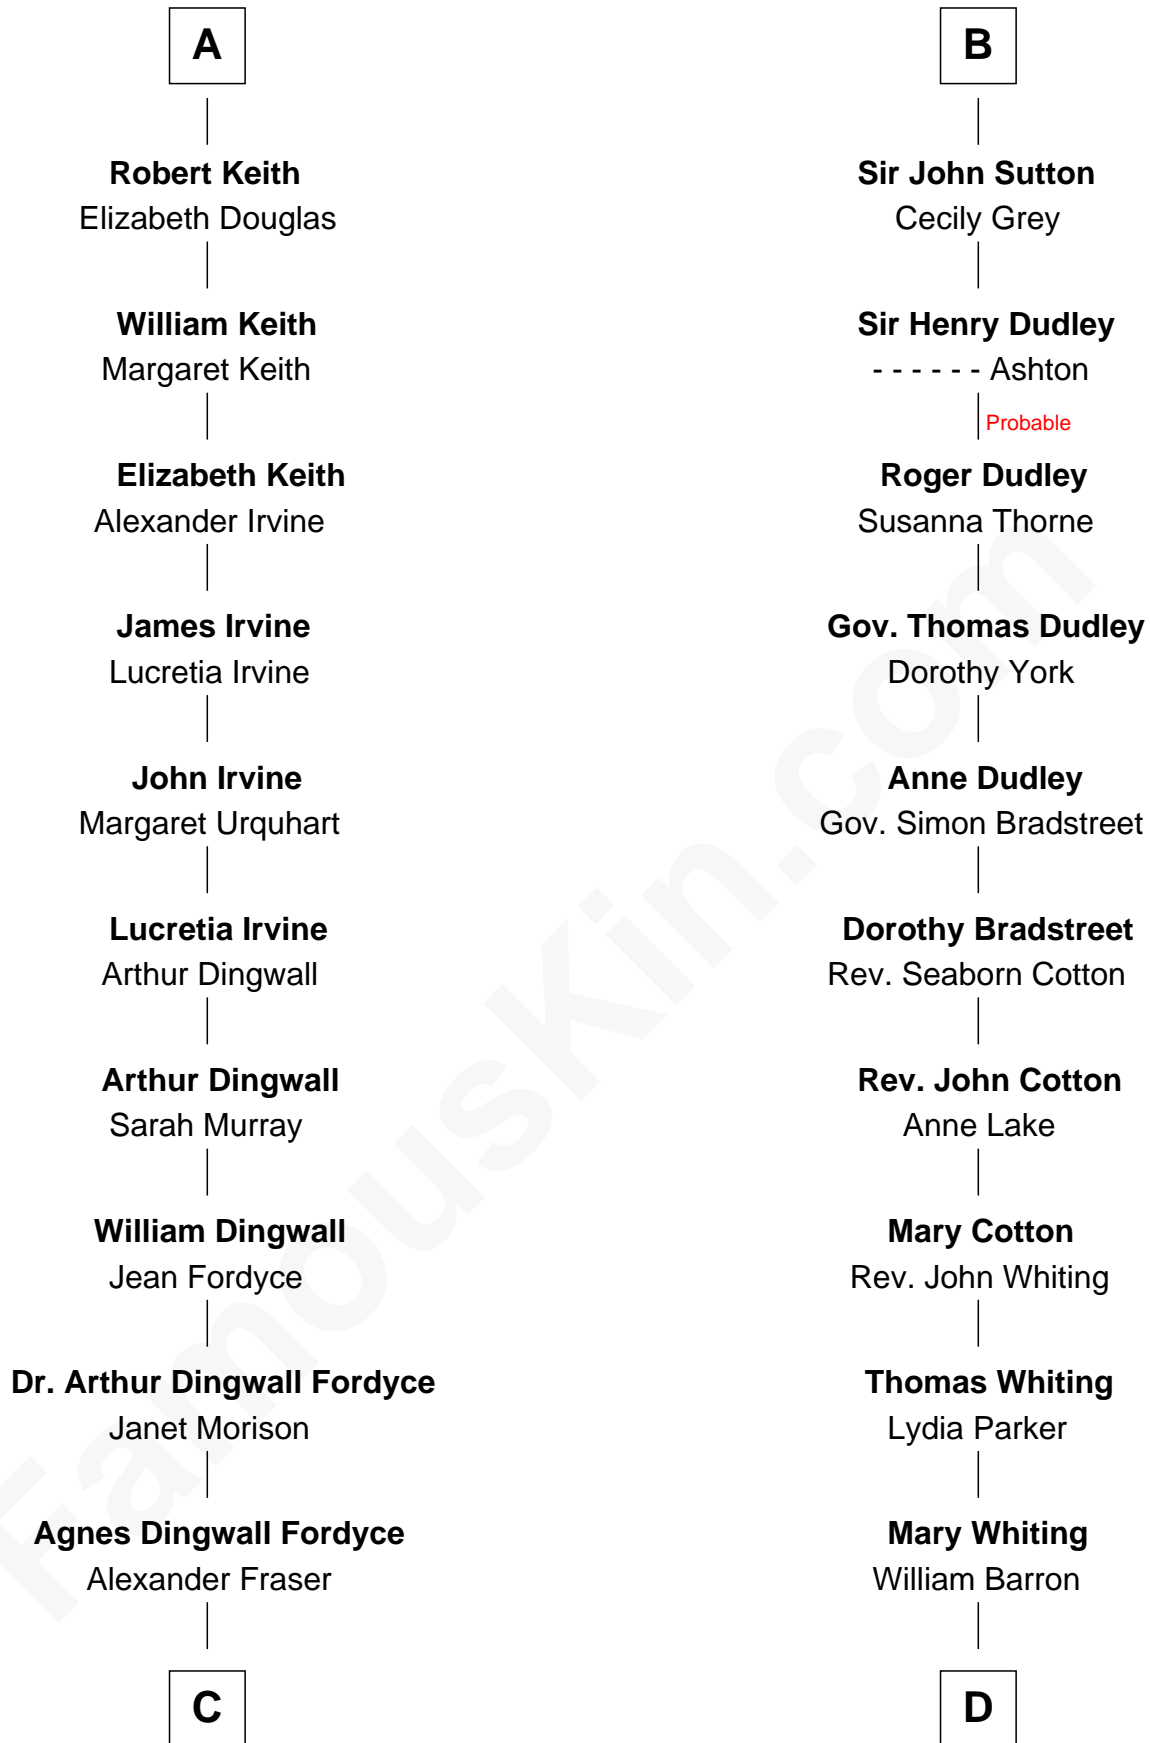 A
Robert Keith
Elizabeth Douglas
William Keith
Margaret Keith
Elizabeth Keith
Alexander Irvine
James Irvine
Lucretia Irvine
John Irvine
Margaret Urquhart
Lucretia Irvine
Arthur Dingwall
Arthur Dingwall
Sarah Murray
William Dingwall
Jean Fordyce
Dr. Arthur Dingwall Fordyce
Janet Morison
Agnes Dingwall Fordyce
Alexander Fraser
C
B
Sir John Sutton
Cecily Grey
Sir Henry Dudley
- - - - - - Ashton
Probable
Roger Dudley
Susanna Thorne
Gov. Thomas Dudley
Dorothy York
Anne Dudley
Gov. Simon Bradstreet
Dorothy Bradstreet
Rev. Seaborn Cotton
Rev. John Cotton
Anne Lake
Mary Cotton
Rev. John Whiting
Thomas Whiting
Lydia Parker
Mary Whiting
William Barron
D
FamousKin.com